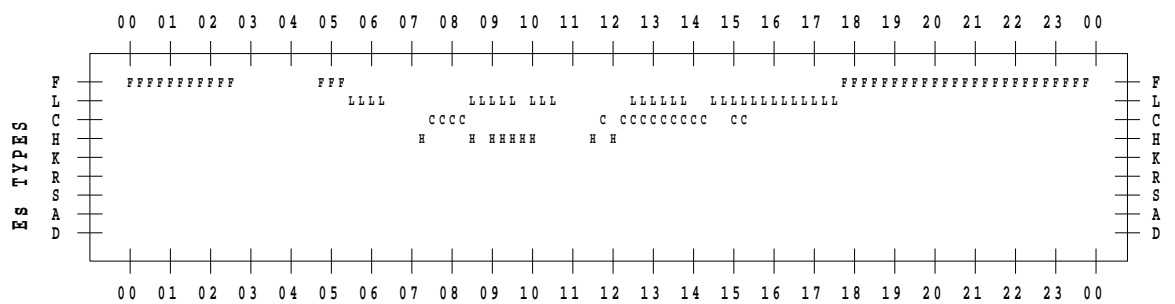 00 01 02 03 04 05 06 07 08 09 10 11 12 13 14 15 16 17 18 19 20 21 22 23 00
F FFFFFFFFFFF FFF FFFFFFFFFFFFFFFFFFFFFFFFF F
L LLLL LLLLL LLL LLLLLL LLLLLLLLLLLLL L
C CCCC C CCCCCCCCC CC C
H H H HHHHH H H H
K K
R R
S S
A A
D D
Es TYPES
00 01 02 03 04 05 06 07 08 09 10 11 12 13 14 15 16 17 18 19 20 21 22 23 00